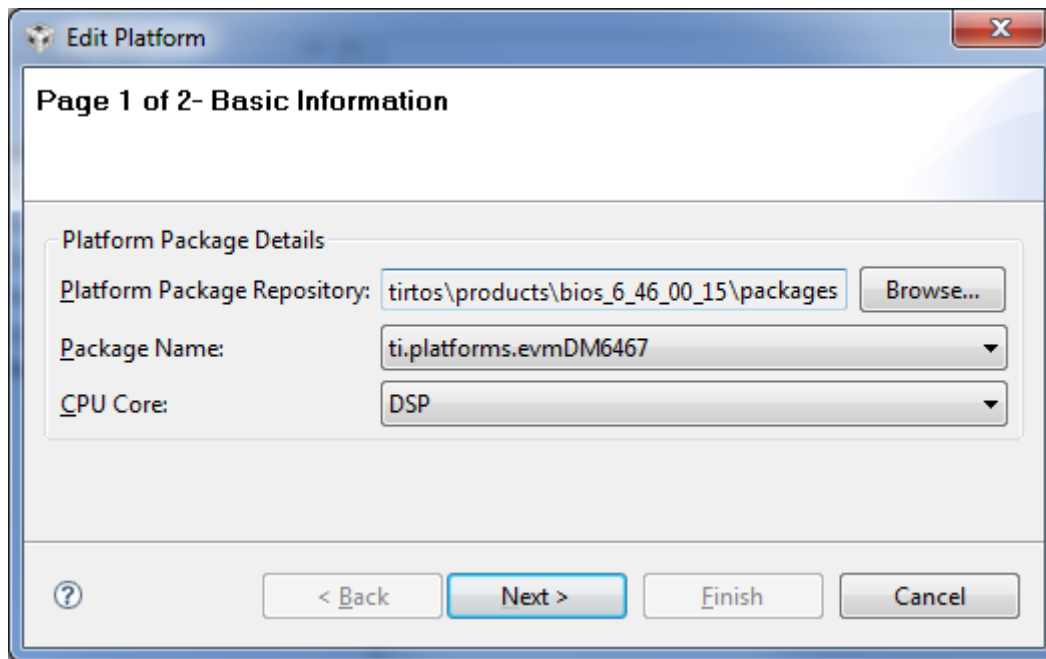 Edit Platform
Page 1 of 2- Basic Information
Platform Package Details
Platform Package Repository: tirtos\products\bios_6_46_00_15\packages Browse...
Package Name: ti.platforms.evmDM6467
CPU Core: DSP
? < Back Next > Finish Cancel